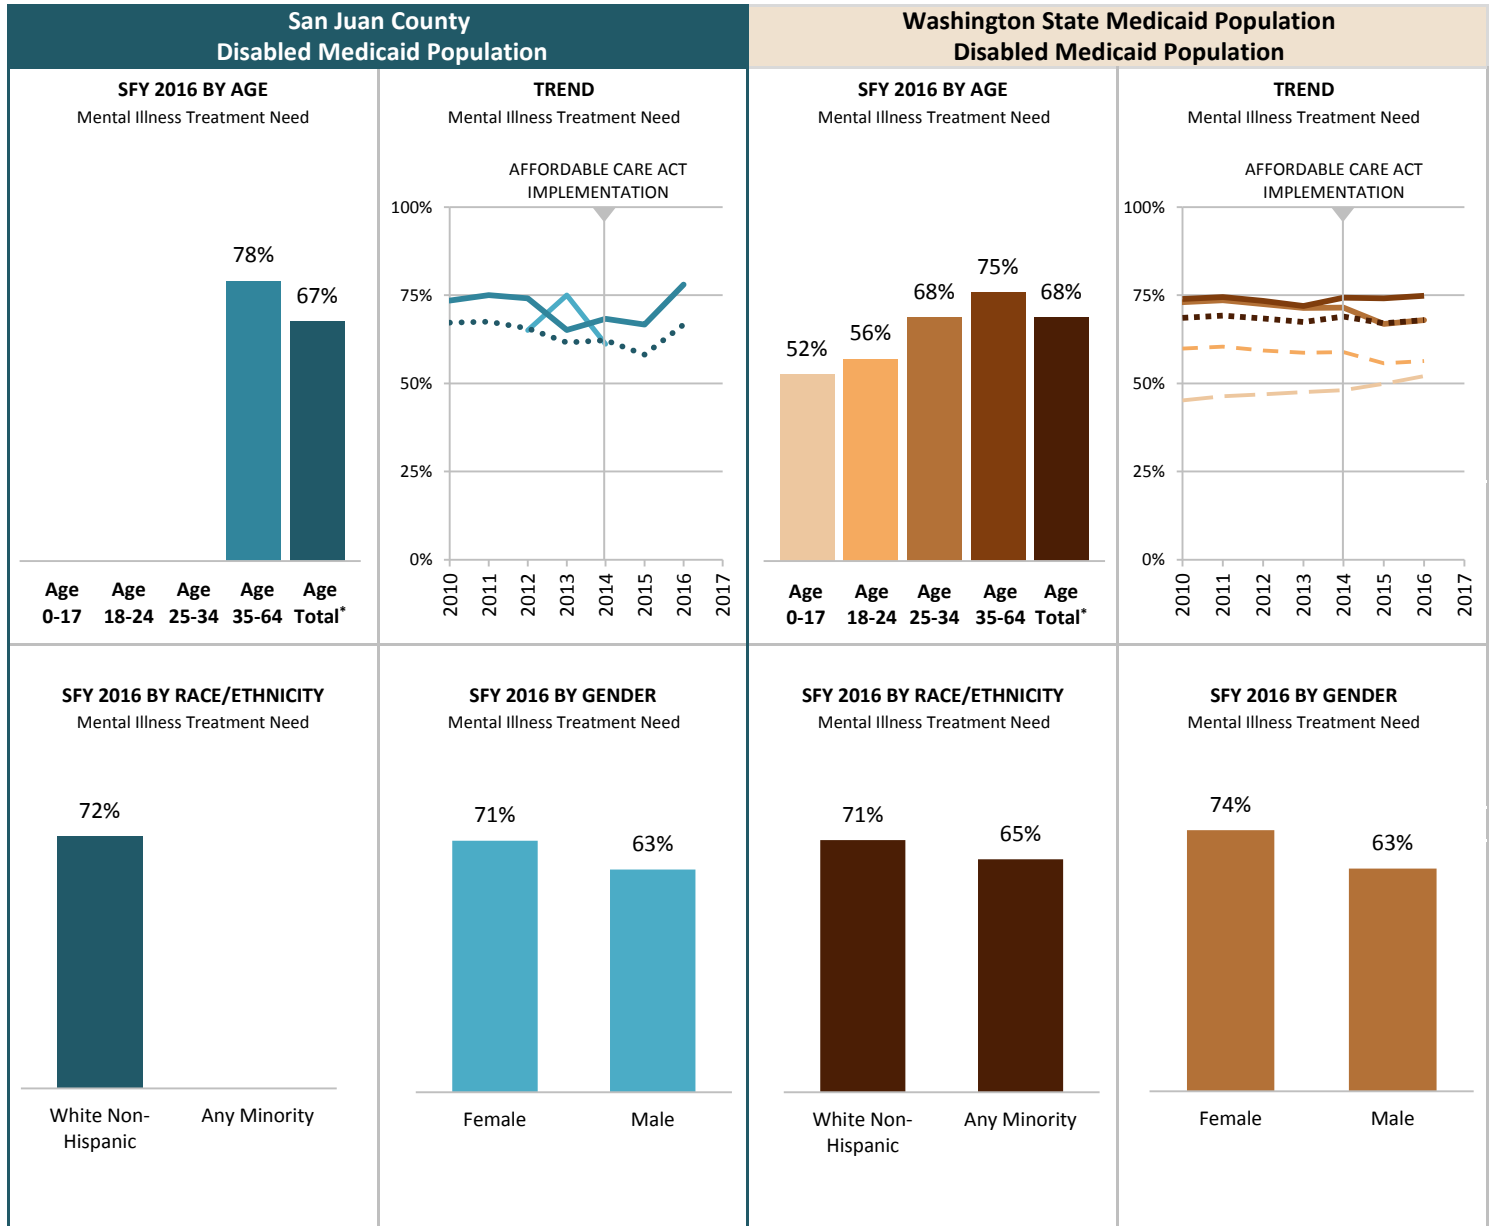 San Juan County
Disabled Medicaid Population
Washington State Medicaid Population
Disabled Medicaid Population
SFY 2016 BY AGE
Mental Illness Treatment Need
78%
67%
Age Age Age Age Age
0-17 18-24 25-34 35-64 Total*
TREND
Mental Illness Treatment Need
AFFORDABLE CARE ACT
IMPLEMENTATION
100%
75%
50%
25%
0%
2010 2011 2012 2013 2014 2015 2016 2017
SFY 2016 BY AGE
Mental Illness Treatment Need
52% 56% 68% 75% 68%
Age Age Age Age Age
0-17 18-24 25-34 35-64 Total*
TREND
Mental Illness Treatment Need
AFFORDABLE CARE ACT
IMPLEMENTATION
100%
75%
50%
25%
0%
2010 2011 2012 2013 2014 2015 2016 2017
SFY 2016 BY RACE/ETHNICITY
Mental Illness Treatment Need
72%
White Non- Any Minority
Hispanic
SFY 2016 BY GENDER
Mental Illness Treatment Need
71% 63%
Female Male
SFY 2016 BY RACE/ETHNICITY
Mental Illness Treatment Need
71% 65%
White Non- Any Minority
Hispanic
SFY 2016 BY GENDER
Mental Illness Treatment Need
74% 63%
Female Male